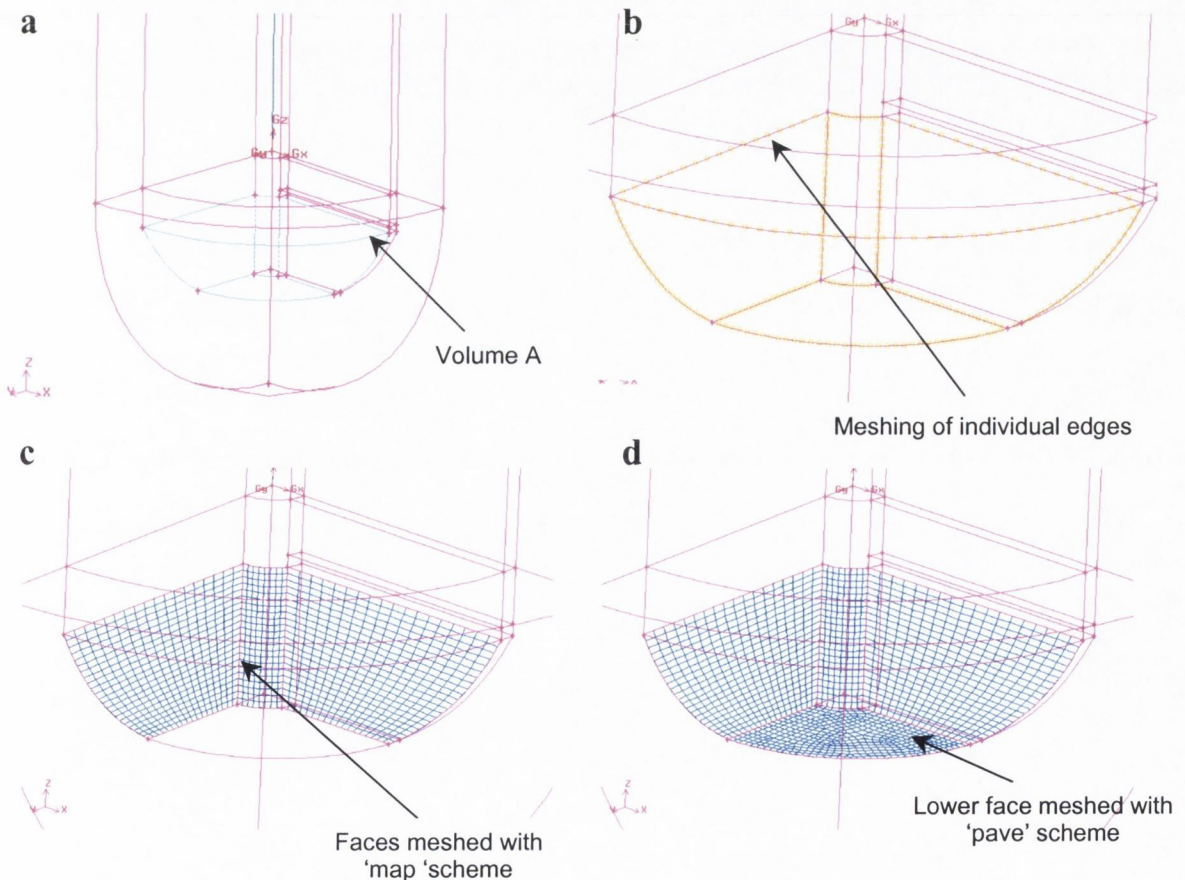 a
Gz
Gy Gx
Volume A
Z
X
b
Gy Gx
Meshing of individual edges
c
Gy Gx
Z
Y X
Faces meshed with
‘map ‘scheme
d
Gy Gx
Z
Y X
Lower face meshed with
‘pave’ scheme